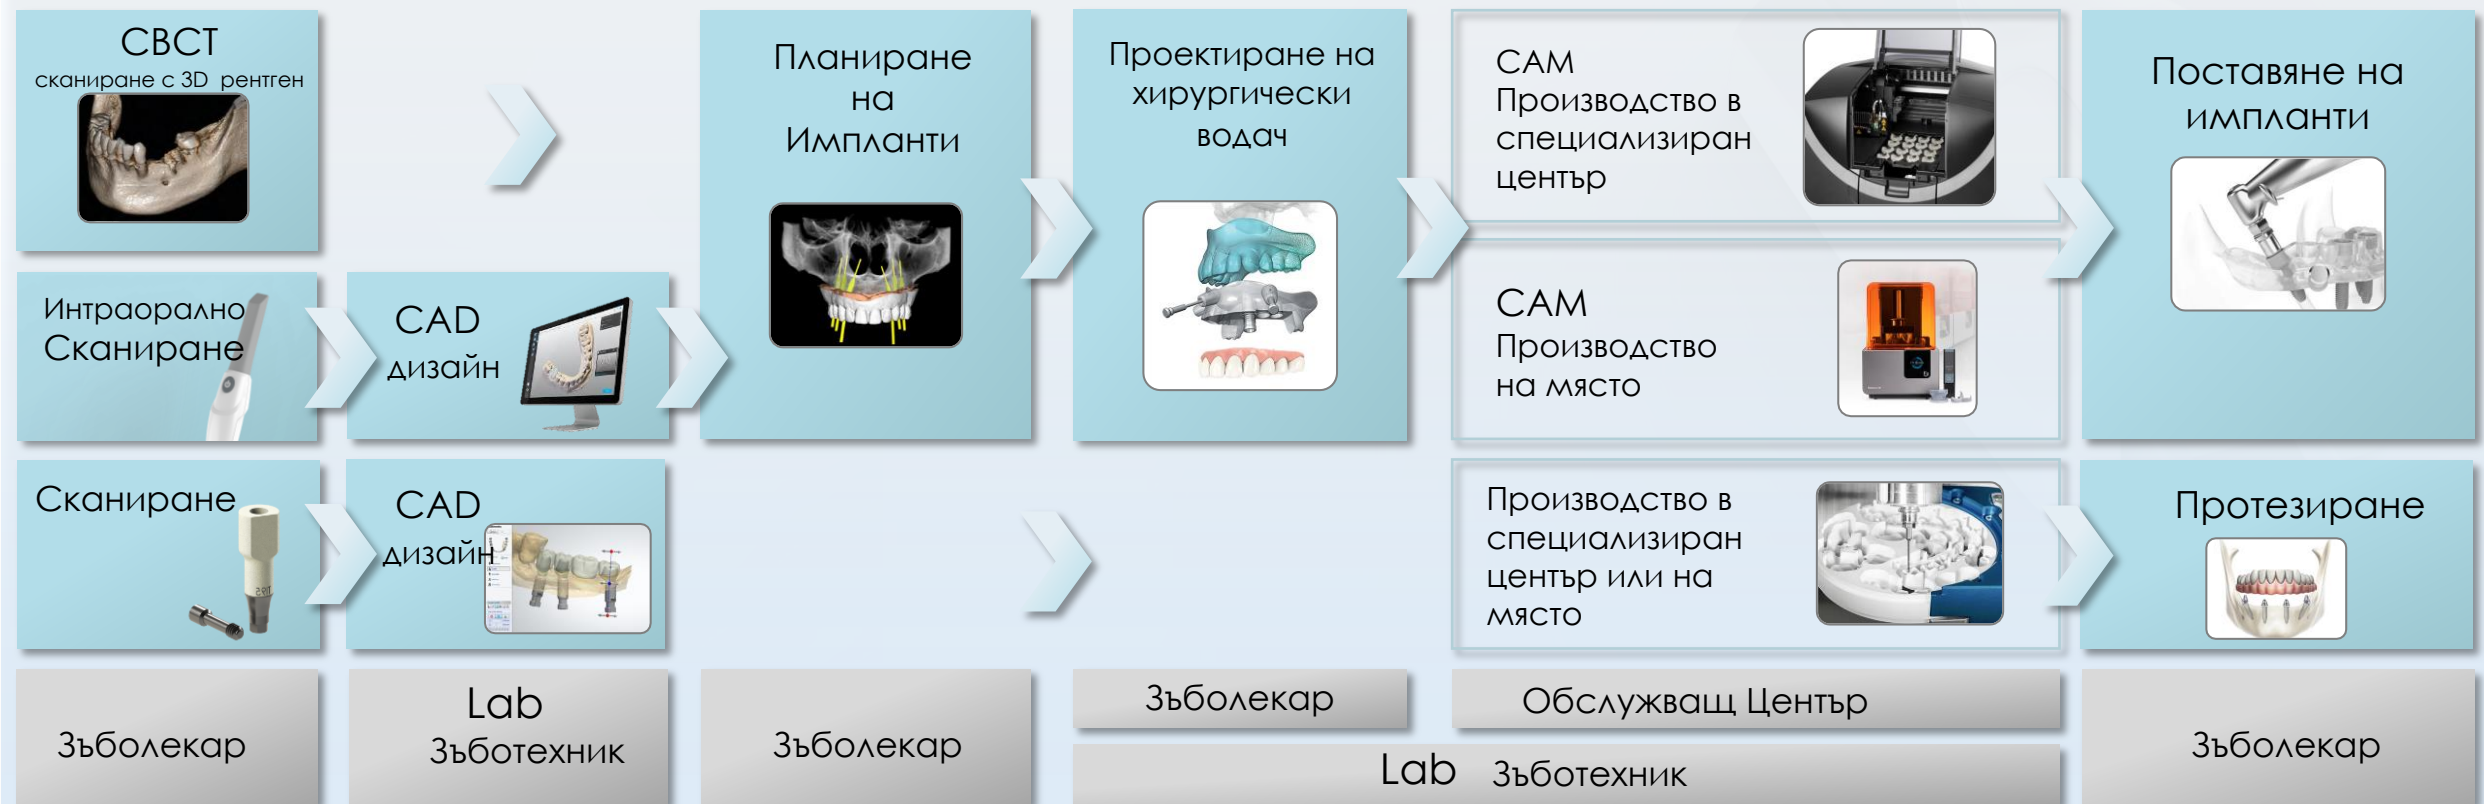 CBCT
сканиране с 3D рентген
Планиране
на
Импланти
Проектиране на
хирургически
водач
CAM
Производство в
специализиран
център
Поставяне на
импланти
Интраорално
Сканиране
CAD
дизайн
CAM
Производство
на място
Сканиране
CAD
дизайн
Производство в
специализиран
център или на
място
Протезиране
Зъболекар
Lab
Зъботехник
Зъболекар
Зъболекар
Обслужващ Център
Lab Зъботехник
Зъболекар